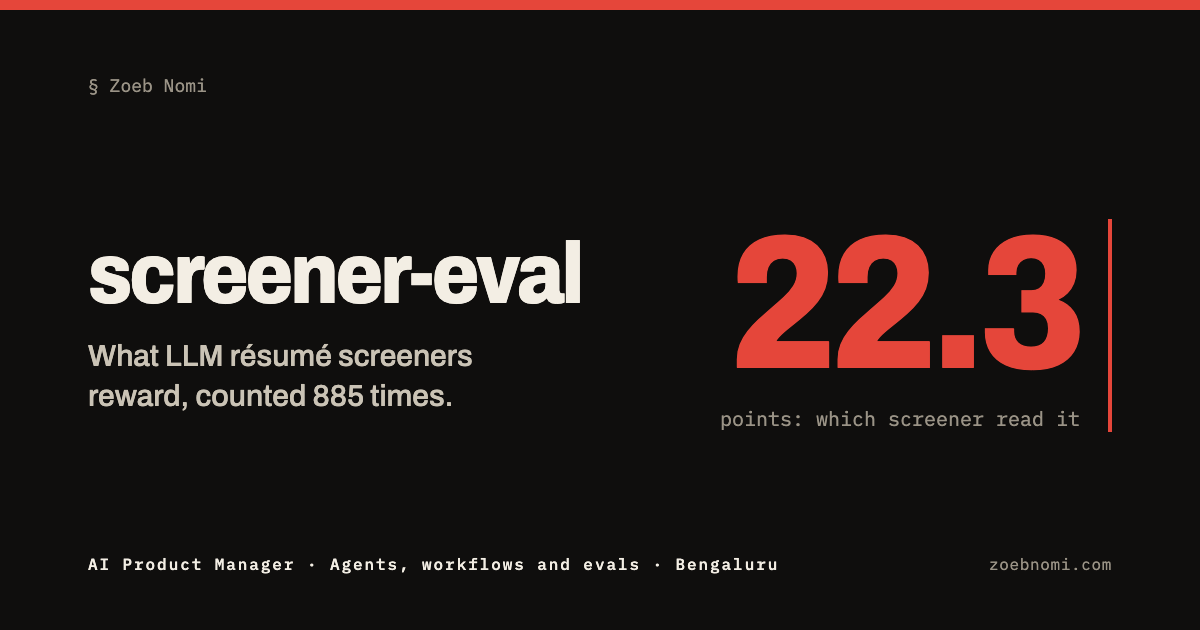 § Zoeb Nomi
screener-eval
What LLM résumé screeners
reward, counted 885 times.
22.3
points: which screener read it
AI Product Manager · Agents, workflows and evals · Bengaluru
zoebnomi.com